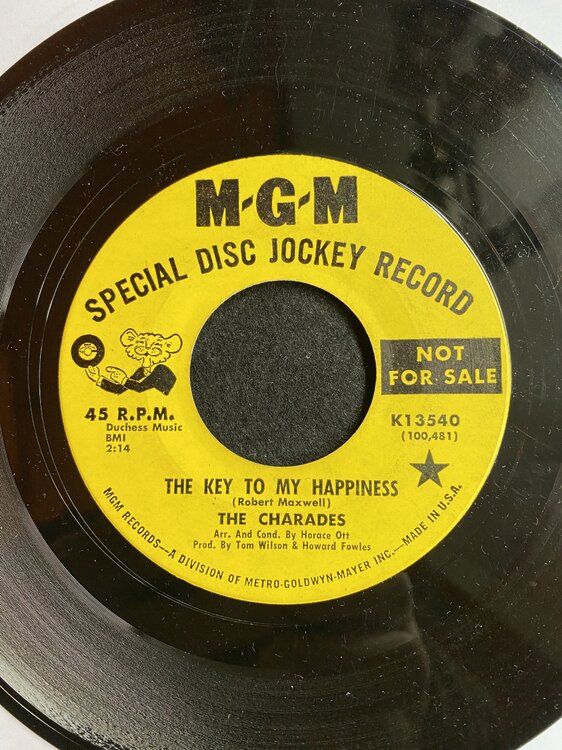 M-G-M
SPECIAL DISC JOCKEY RECORD
NOT
FOR SALE
45 R.P.M.
Duchess Music
BMI
2:14
K13540
(100,481)
THE KEY TO MY HAPPINESS
(Robert Maxwell)
THE CHARADES
Arr. And Cond. By Horace Ott
Prod. By Tom Wilson & Howard Fowles
MGM RECORDS—A DIVISION OF METRO-GOLDWYN-MAYER INC.—MADE IN U.S.A.